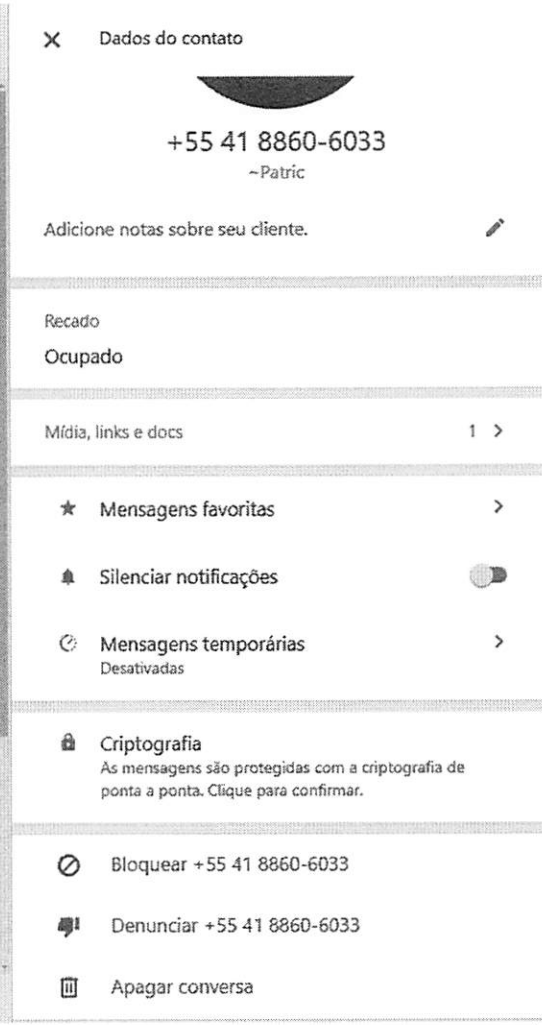 Dados do contato
+55 41 8860-6033
~Patric
Adicione notas sobre seu cliente.
Recado
Ocupado
Mídia, links e docs 1
Mensagens favoritas
Silenciar notificações
Mensagens temporárias
Desativadas
Criptografia
As mensagens são protegidas com a criptografia de
ponta a ponta. Clique para confirmar.
Bloquear +55 41 8860-6033
Denunciar +55 41 8860-6033
Apagar conversa